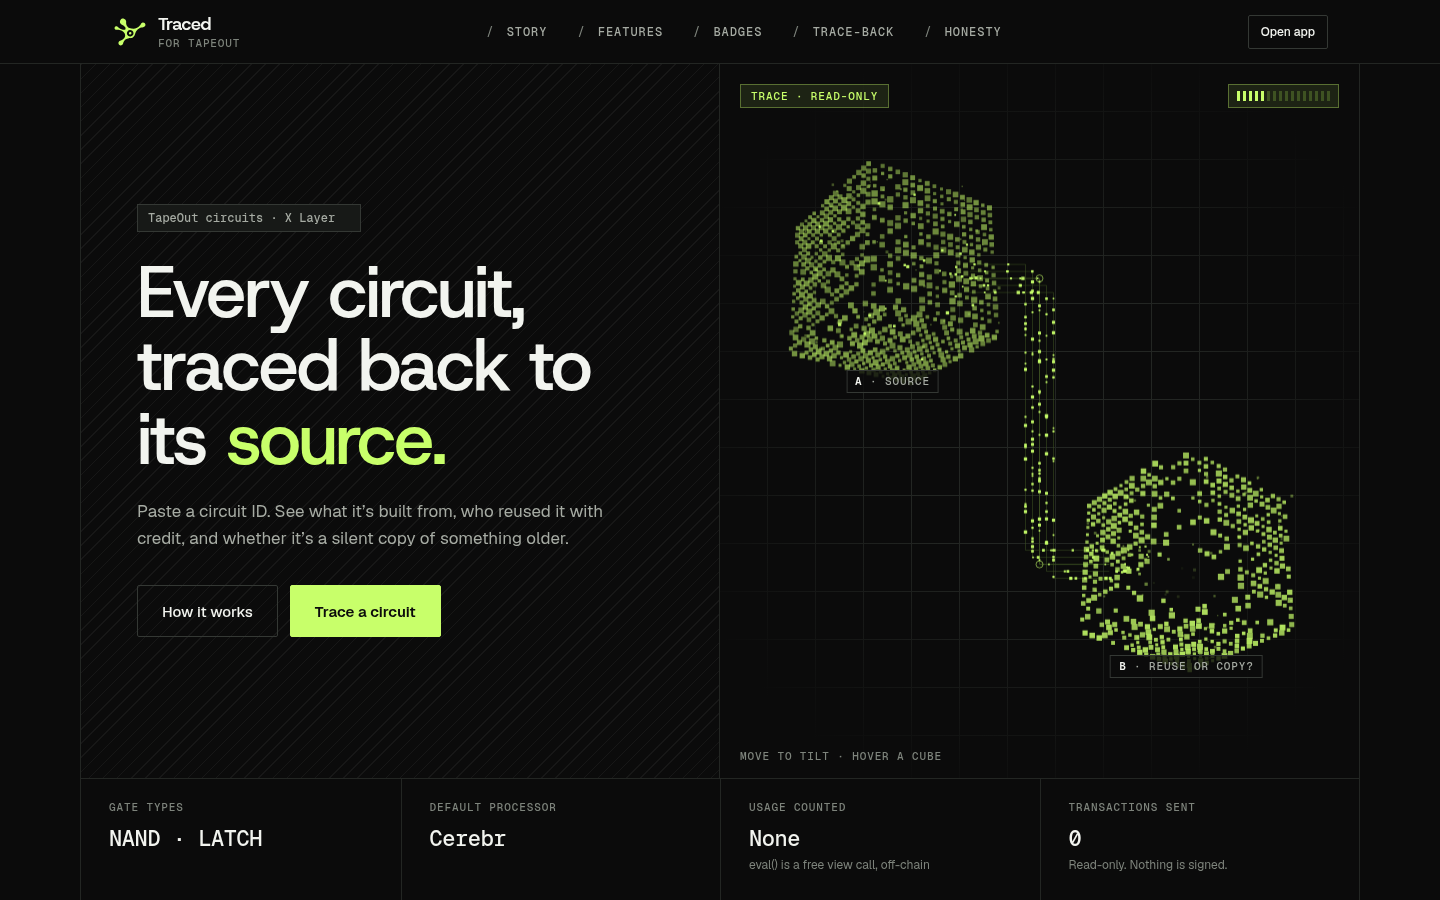 Traced
FOR TAPEOUT
/ STORY / FEATURES / BADGES / TRACE-BACK / HONESTY
Open app
TRACE · READ-ONLY
TapeOut circuits · X Layer
Every circuit,
traced back to
its source.
Paste a circuit ID. See what it’s built from, who reused it with
credit, and whether it’s a silent copy of something older.
How it works
Trace a circuit
A · SOURCE
B · REUSE OR COPY?
MOVE TO TILT · HOVER A CUBE
GATE TYPES
NAND · LATCH
DEFAULT PROCESSOR
Cerebr
USAGE COUNTED
None
eval() is a free view call, off-chain
TRANSACTIONS SENT
0
Read-only. Nothing is signed.